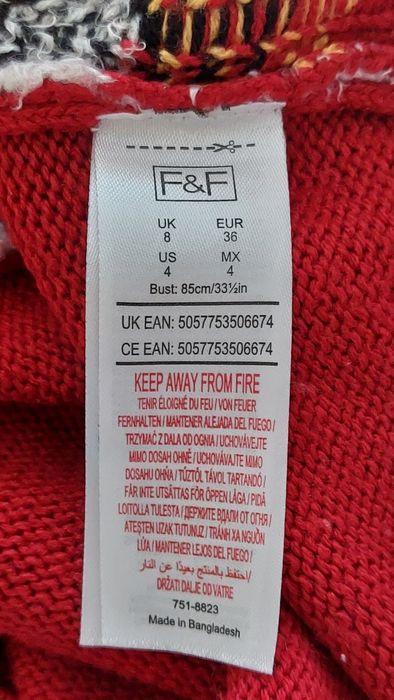 F&F
UK EUR
8 36
US MX
4 4
Bust: 85cm/33½in
UK EAN: 5057753506674
CE EAN: 5057753506674
KEEP AWAY FROM FIRE
TENIR ÉLOIGNÉ DU FEU / VON FEUER
FERNHALTEN / MANTENER ALEJADA DEL FUEGO /
TRZYMAĆ Z DALA OD OGNIA / UCHOVÁVEJTE
MIMO DOSAH OHNĚ / UCHOVÁVAJTE MIMO
DOSAHU OHŇA / TŰZTŐL TÁVOL TARTANDÓ /
FÅR INTE UTSÄTTAS FÖR ÖPPEN LÅGA / PIDÄ
LOITOLLA TULESTA / ДЕРЖИТЕ ВДАЛИ ОТ ОГНЯ /
ATEŞTEN UZAK TUTUNUZ / TRÁNH XA NGUỒN
LỬA / MANTENER LEJOS DEL FUEGO /
احتفظ بالمنتج بعيدًا عن النار /
DRŽATI DALJE OD VATRE
751-8823
Made in Bangladesh